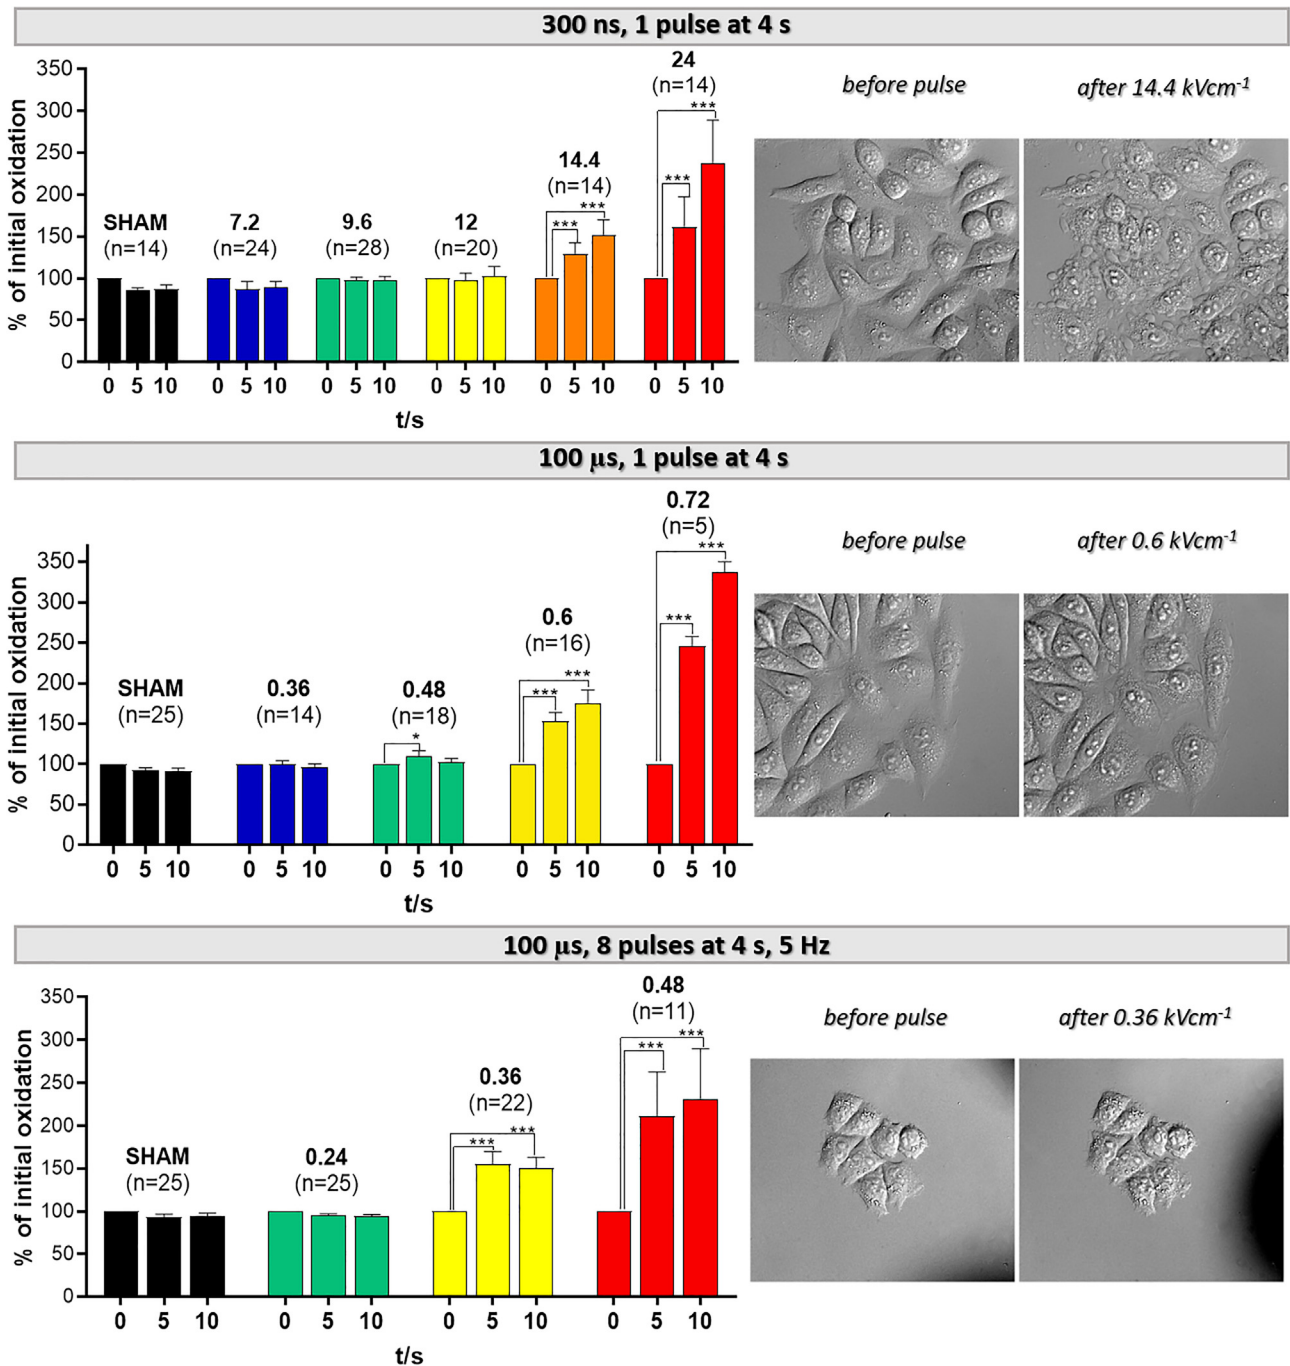 300 ns, 1 pulse at 4 s
% of initial oxidation
350
300
250
200
150
100
50
0
SHAM
(n=14)
7.2
(n=24)
9.6
(n=28)
12
(n=20)
14.4
(n=14)
***
***
24
(n=14)
***
***
0 5 10
0 5 10
0 5 10
0 5 10
0 5 10
0 5 10
t/s
before pulse
after 14.4 kVcm-1
100 μs, 1 pulse at 4 s
% of initial oxidation
350
300
250
200
150
100
50
0
SHAM
(n=25)
0.36
(n=14)
0.48
(n=18)
*
0.6
(n=16)
***
***
0.72
(n=5)
***
***
0 5 10
0 5 10
0 5 10
0 5 10
0 5 10
t/s
before pulse
after 0.6 kVcm-1
100 μs, 8 pulses at 4 s, 5 Hz
% of initial oxidation
350
300
250
200
150
100
50
0
SHAM
(n=25)
0.24
(n=25)
0.36
(n=22)
***
***
0.48
(n=11)
***
***
0 5 10
0 5 10
0 5 10
0 5 10
t/s
before pulse
after 0.36 kVcm-1